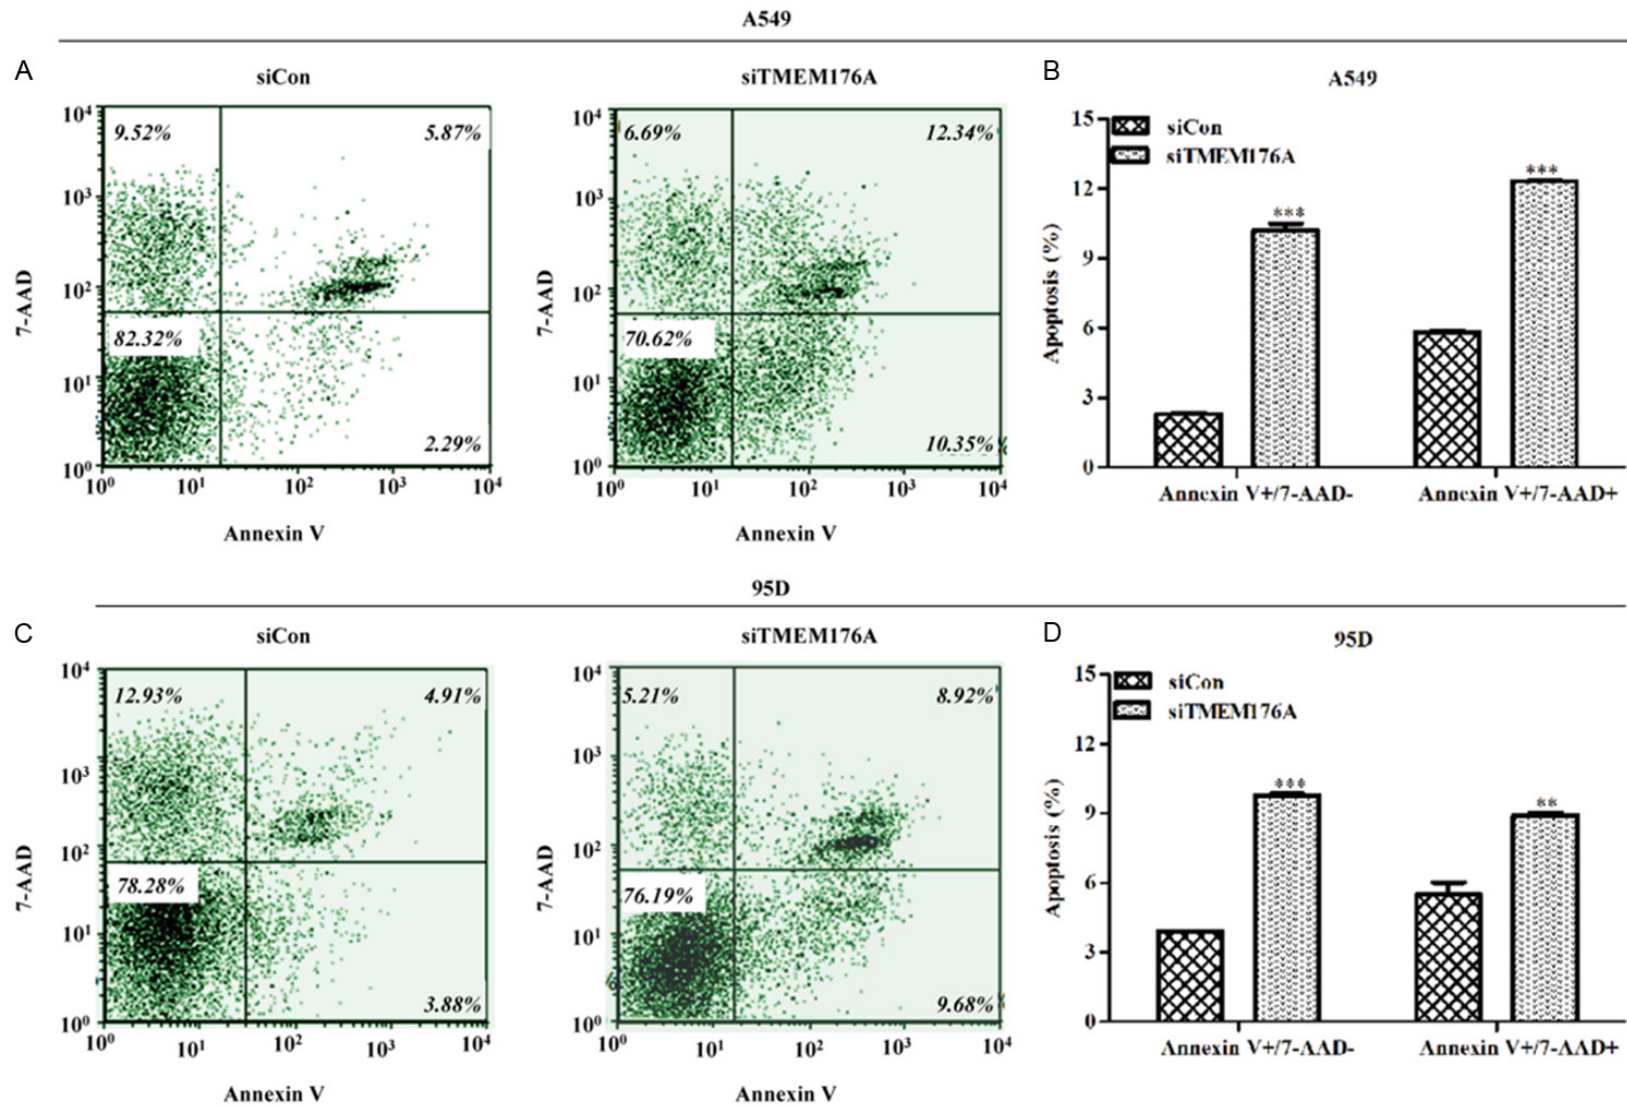 A549
A
siCon
siTMEM176A
10⁴
10³
10²
10¹
10⁰
7-AAD
9.52%
5.87%
82.32%
2.29%
10⁰ 10¹ 10² 10³ 10⁴
Annexin V
10⁴
10³
10²
10¹
10⁰
7-AAD
6.69%
12.34%
70.62%
10.35%
10⁰ 10¹ 10² 10³ 10⁴
Annexin V
B
A549
siCon
siTMEM176A
15
12
9
6
3
0
Apoptosis (%)
***
***
Annexin V+/7-AAD-
Annexin V+/7-AAD+
95D
C
siCon
siTMEM176A
10⁴
10³
10²
10¹
10⁰
7-AAD
12.93%
4.91%
78.28%
3.88%
10⁰ 10¹ 10² 10³ 10⁴
Annexin V
10⁴
10³
10²
10¹
10⁰
7-AAD
5.21%
8.92%
76.19%
9.68%
10⁰ 10¹ 10² 10³ 10⁴
Annexin V
D
95D
siCon
siTMEM176A
15
12
9
6
3
0
Apoptosis (%)
***
**
Annexin V+/7-AAD-
Annexin V+/7-AAD+